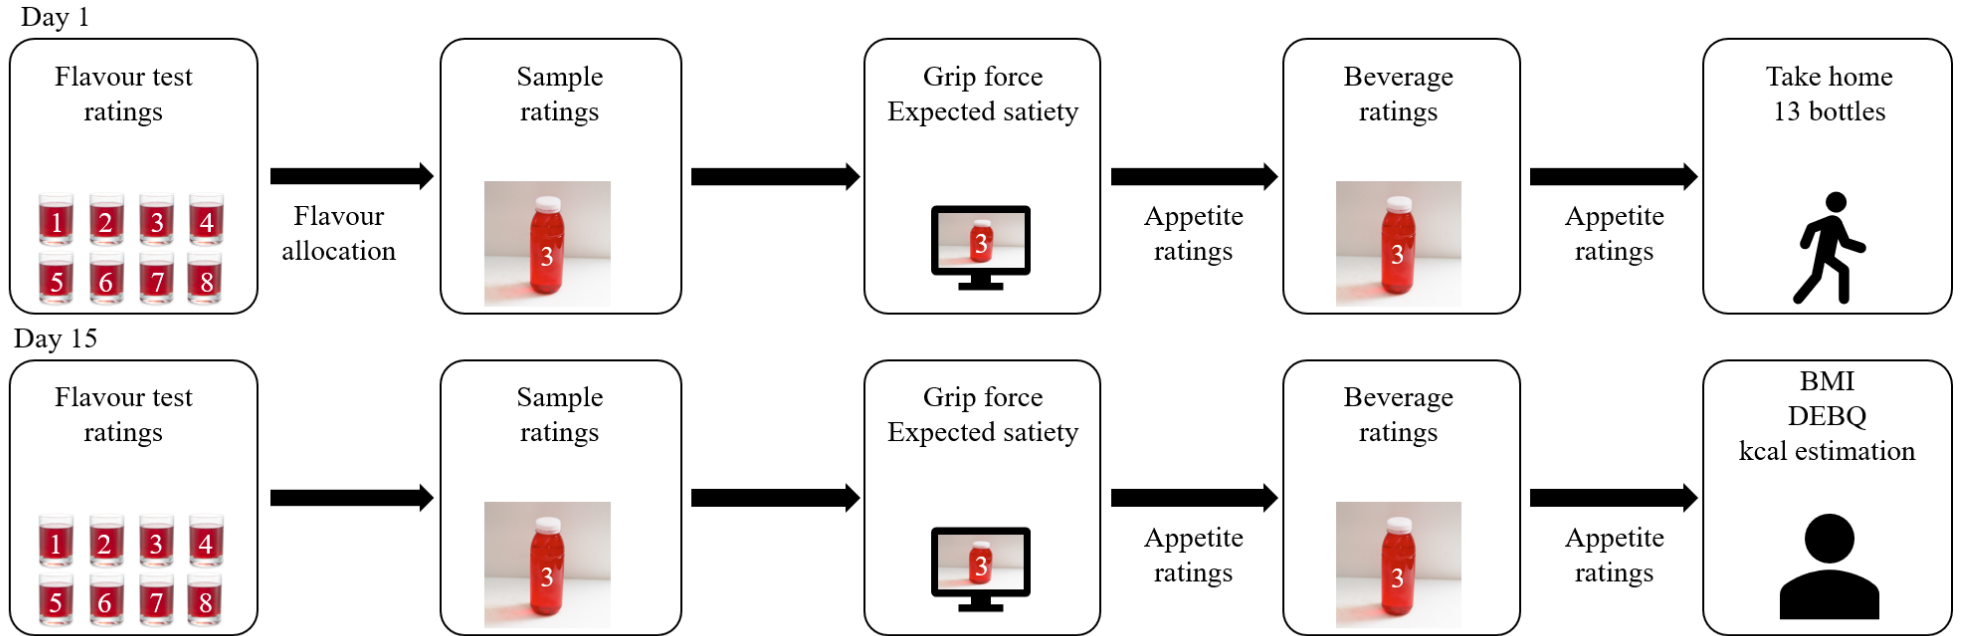 Day 1
Flavour test
ratings
1 2 3 4
5 6 7 8
Flavour
allocation
Sample
ratings
3
Grip force
Expected satiety
3
Appetite
ratings
Beverage
ratings
3
Appetite
ratings
Take home
13 bottles
Day 15
Flavour test
ratings
1 2 3 4
5 6 7 8
Sample
ratings
3
Grip force
Expected satiety
3
Appetite
ratings
Beverage
ratings
3
Appetite
ratings
BMI
DEBQ
kcal estimation